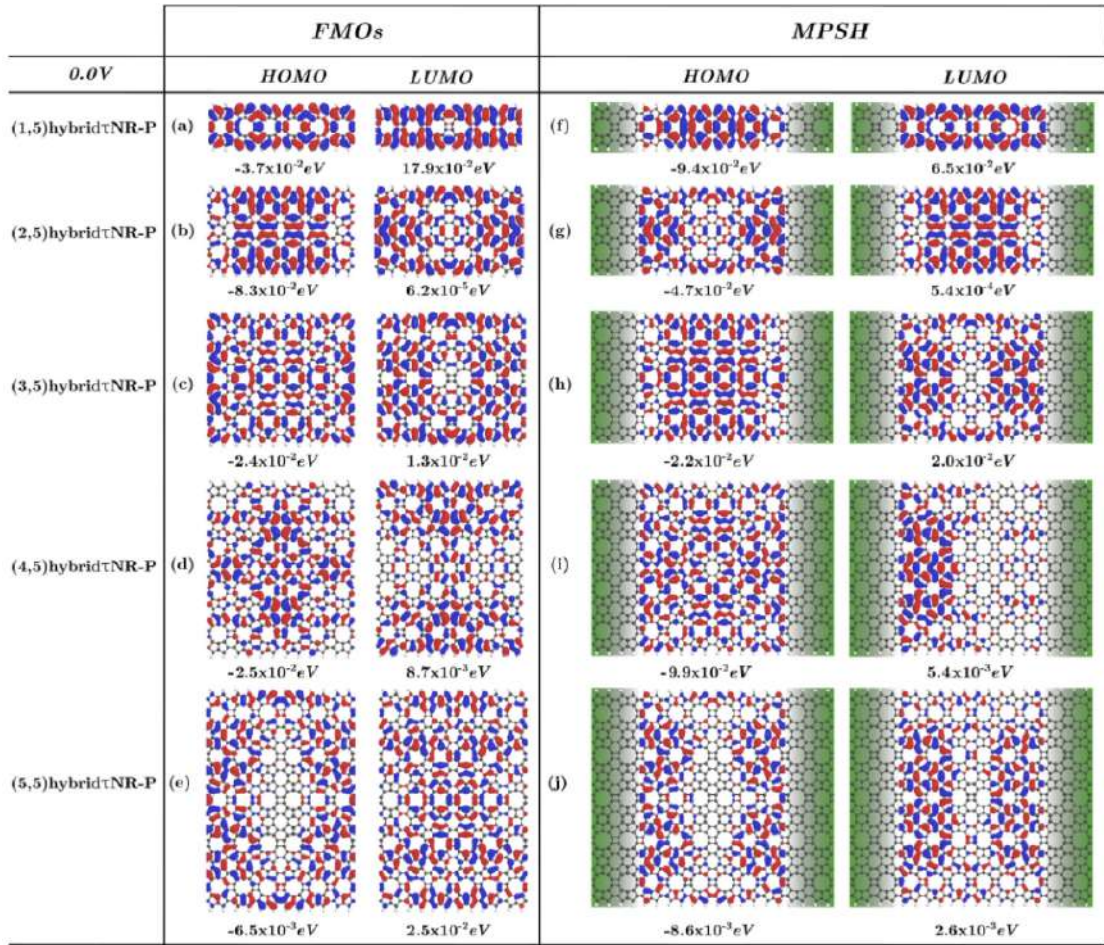 FMOs MPSH
0.0V HOMO LUMO HOMO LUMO
(1,5)hybridτNR-P (a) (f)
-3.7x10⁻²eV 17.9x10⁻²eV -9.4x10⁻²eV 6.5x10⁻²eV
(2,5)hybridτNR-P (b) (g)
-8.3x10⁻²eV 6.2x10⁻⁵eV -4.7x10⁻²eV 5.4x10⁻⁴eV
(3,5)hybridτNR-P (c) (h)
-2.4x10⁻²eV 1.3x10⁻²eV -2.2x10⁻²eV 2.0x10⁻²eV
(4,5)hybridτNR-P (d) (i)
-2.5x10⁻²eV 8.7x10⁻³eV -9.9x10⁻²eV 5.4x10⁻³eV
(5,5)hybridτNR-P (e) (j)
-6.5x10⁻³eV 2.5x10⁻²eV -8.6x10⁻³eV 2.6x10⁻³eV